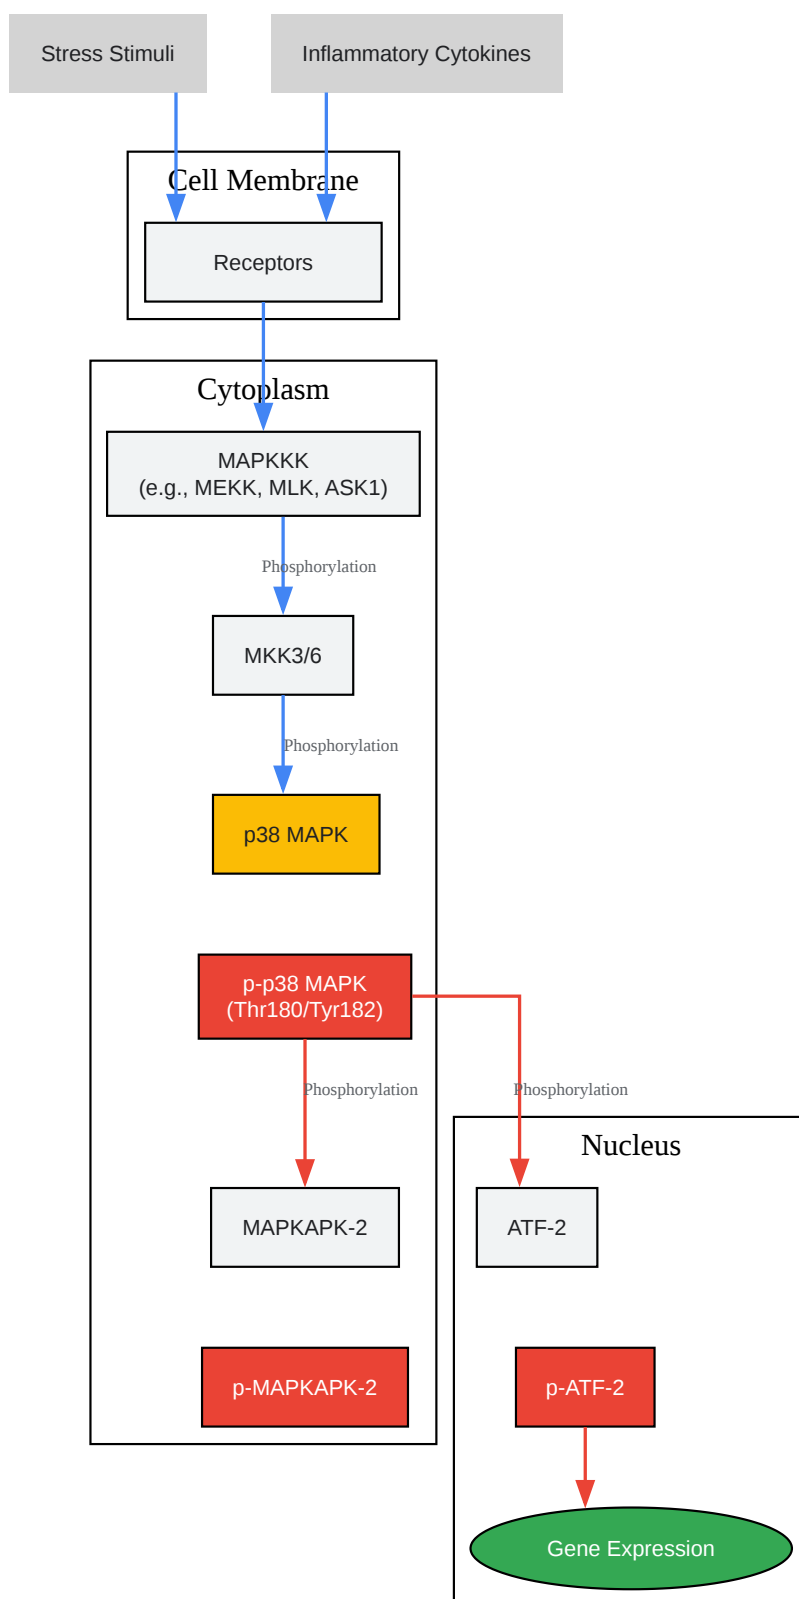 Stress Stimuli
Inflammatory Cytokines
Cell Membrane
Receptors
Cytoplasm
MAPKKK
(e.g., MEKK, MLK, ASK1)
Phosphorylation
MKK3/6
Phosphorylation
p38 MAPK
p-p38 MAPK
(Thr180/Tyr182)
Phosphorylation
Phosphorylation
Nucleus
MAPKAPK-2
ATF-2
p-MAPKAPK-2
p-ATF-2
Gene Expression